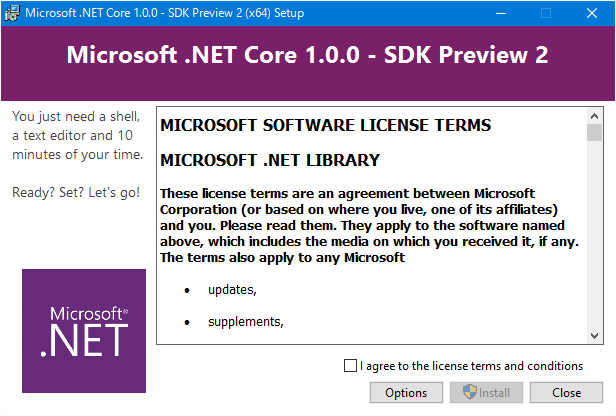 Microsoft .NET Core 1.0.0 - SDK Preview 2 (x64) Setup
Microsoft .NET Core 1.0.0 - SDK Preview 2
You just need a shell,
a text editor and 10
minutes of your time.
Ready? Set? Let's go!
Microsoft®
.NET
MICROSOFT SOFTWARE LICENSE TERMS
MICROSOFT .NET LIBRARY
These license terms are an agreement between Microsoft
Corporation (or based on where you live, one of its affiliates)
and you. Please read them. They apply to the software named
above, which includes the media on which you received it, if any.
The terms also apply to any Microsoft
• updates,
• supplements,
I agree to the license terms and conditions
Options
Install
Close